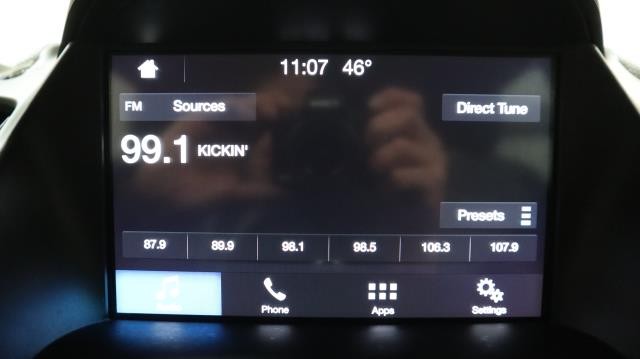 11:07 46°
FM Sources Direct Tune
99.1 KICKIN'
Presets
87.9 89.9 98.1 98.5 106.3 107.9
Phone Apps Settings